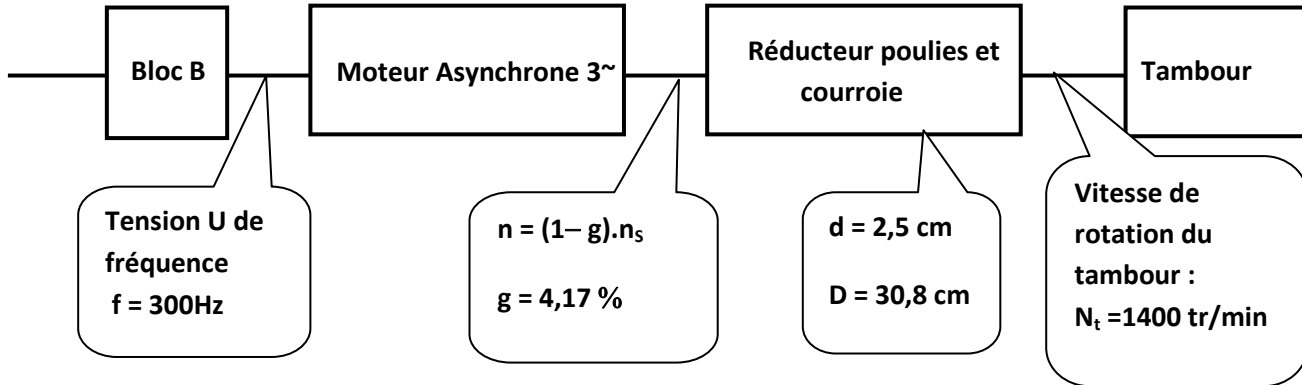 Bloc B
Moteur Asynchrone 3~
Réducteur poulies et
courroie
Tambour
Tension U de
fréquence
f = 300Hz
n = (1– g).nS
g = 4,17 %
d = 2,5 cm
D = 30,8 cm
Vitesse de
rotation du
tambour :
Nt =1400 tr/min